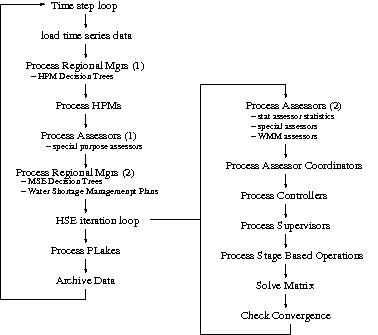 Time step loop
load time series data
Process Regional Mgrs (1)
– HPM Decision Trees
Process HPMs
Process Assessors (1)
– special purpose assessors
Process Regional Mgrs (2)
– MSE Decision Trees
– Water Shortage Managemenpt Plans
HSE iteration loop
Process PLakes
Archive Data
Process Assessors (2)
– stat assessor statistics
– special assessors
– WMM assessors
Process Assessor Coordinators
Process Controllers
Process Supervisors
Process Stage Based Operations
Solve Matrix
Check Convergence